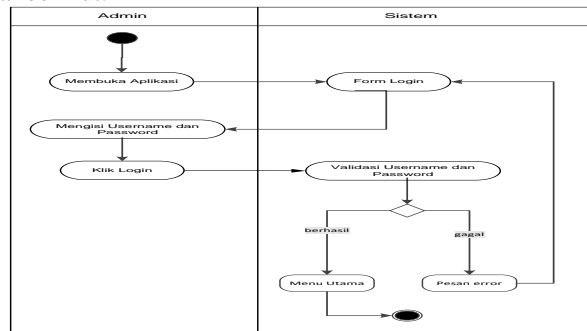 Admin
Sistem
Membuka Aplikasi
Form Login
Mengisi Username dan
Password
Klik Login
Validasi Username dan
Password
berhasil
gagal
Menu Utama
Pesan error